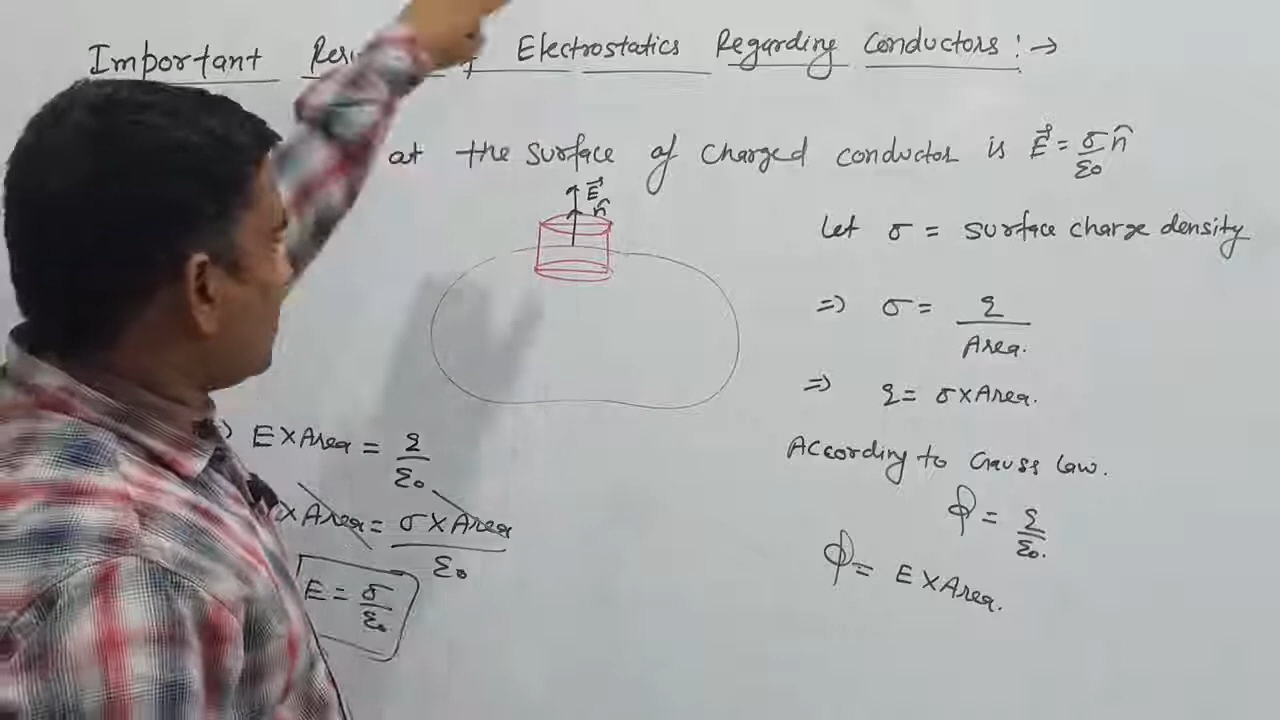 Important Electrostatics Regarding Conductors :→
at the surface of charged conductor is E⃗ = σ/ε₀ n̂
E⃗
n̂
Let σ = surface charge density
=> σ = q/Area.
=> q = σ × Area.
According to Gauss law.
ϕ = q/ε₀.
ϕ = E × Area.
E × Area = q/ε₀
× Area = σ × Area/ε₀
E = σ/ε₀